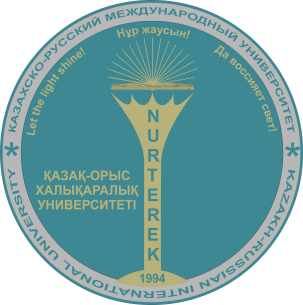 КАЗАХСКО-РУССКИЙ МЕЖДУНАРОДНЫЙ УНИВЕРСИТЕТ
Let the light shine!
Нұр жаусын!
Да воссияет свет!
NURTEREK
ҚАЗАҚ-ОРЫС
ХАЛЫҚАРАЛЫҚ
УНИВЕРСИТЕТІ
1994
KAZAKH-RUSSIAN INTERNATIONAL UNIVERSITY